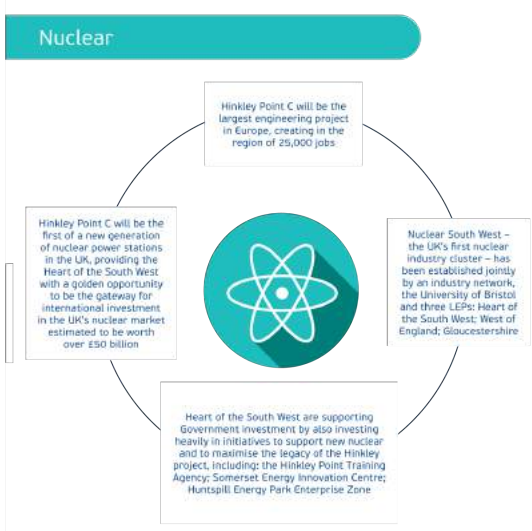 Nuclear
Hinkley Point C will be the
largest engineering project
in Europe, creating in the
region of 25,000 jobs
Hinkley Point C will be the
first of a new generation
of nuclear power stations
in the UK, providing the
Heart of the South West
with a golden opportunity
to be the gateway for
international investment
in the UK's nuclear market
estimated to be worth
over £50 billion
Nuclear South West –
the UK's first nuclear
industry cluster – has
been established jointly
by an industry network,
the University of Bristol
and three LEPs: Heart of
the South West; West of
England; Gloucestershire
Heart of the South West are supporting
Government investment by also investing
heavily in initiatives to support new nuclear
and to maximise the legacy of the Hinkley
project, including: the Hinkley Point Training
Agency; Somerset Energy Innovation Centre;
Huntspill Energy Park Enterprise Zone